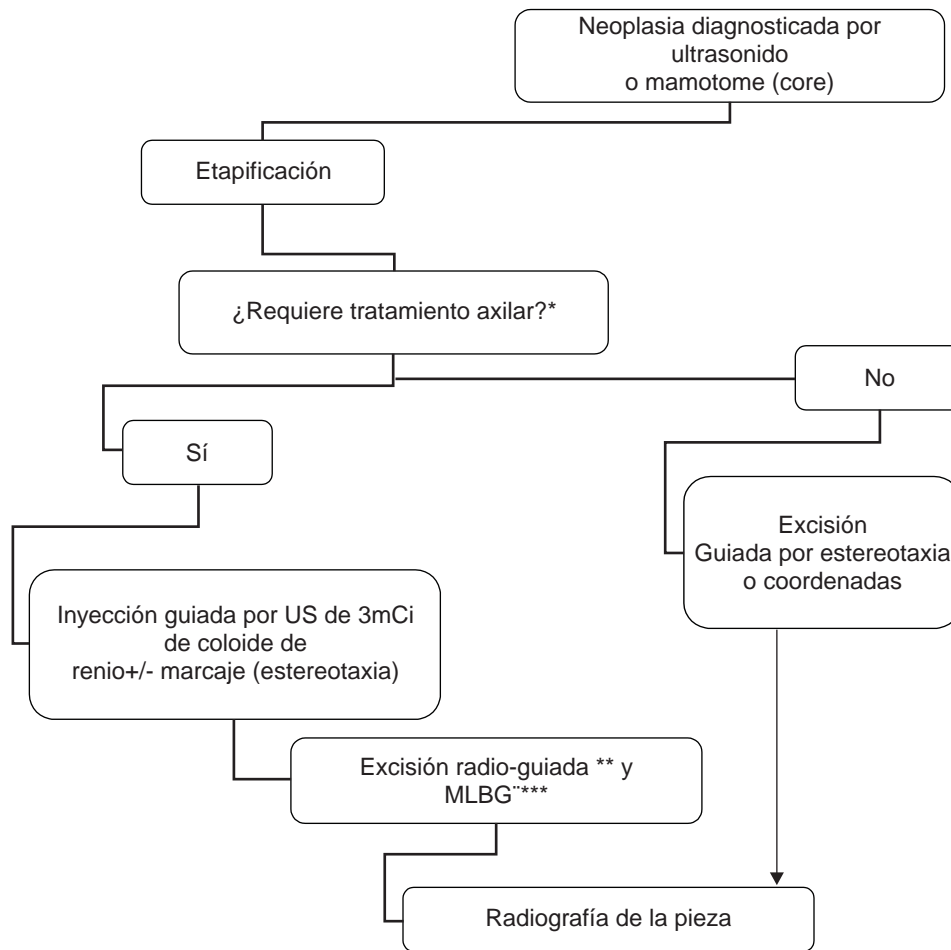 Neoplasia diagnosticada por
ultrasonido
o mamotome (core)
Etapificación
¿Requiere tratamiento axilar?*
No
Sí
Excisión
Guiada por estereotaxia
o coordenadas
Inyección guiada por US de 3mCi
de coloide de
renio+/- marcaje (estereotaxia)
Excisión radio-guiada ** y
MLBG¨***
Radiografía de la pieza